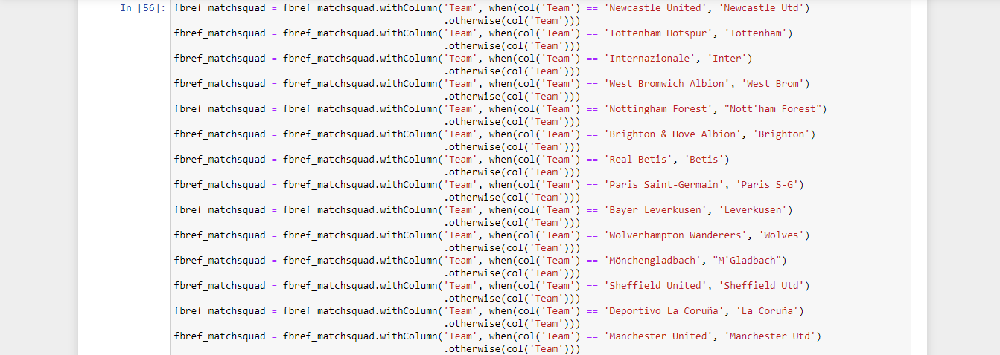 In [56]: fbref_matchsquad = fbref_matchsquad.withColumn('Team', when(col('Team') == 'Newcastle United', 'Newcastle Utd')
.otherwise(col('Team')))
fbref_matchsquad = fbref_matchsquad.withColumn('Team', when(col('Team') == 'Tottenham Hotspur', 'Tottenham')
.otherwise(col('Team')))
fbref_matchsquad = fbref_matchsquad.withColumn('Team', when(col('Team') == 'Internazionale', 'Inter')
.otherwise(col('Team')))
fbref_matchsquad = fbref_matchsquad.withColumn('Team', when(col('Team') == 'West Bromwich Albion', 'West Brom')
.otherwise(col('Team')))
fbref_matchsquad = fbref_matchsquad.withColumn('Team', when(col('Team') == 'Nottingham Forest', "Nott'ham Forest")
.otherwise(col('Team')))
fbref_matchsquad = fbref_matchsquad.withColumn('Team', when(col('Team') == 'Brighton & Hove Albion', 'Brighton')
.otherwise(col('Team')))
fbref_matchsquad = fbref_matchsquad.withColumn('Team', when(col('Team') == 'Real Betis', 'Betis')
.otherwise(col('Team')))
fbref_matchsquad = fbref_matchsquad.withColumn('Team', when(col('Team') == 'Paris Saint-Germain', 'Paris S-G')
.otherwise(col('Team')))
fbref_matchsquad = fbref_matchsquad.withColumn('Team', when(col('Team') == 'Bayer Leverkusen', 'Leverkusen')
.otherwise(col('Team')))
fbref_matchsquad = fbref_matchsquad.withColumn('Team', when(col('Team') == 'Wolverhampton Wanderers', 'Wolves')
.otherwise(col('Team')))
fbref_matchsquad = fbref_matchsquad.withColumn('Team', when(col('Team') == 'Mönchengladbach', "M'Gladbach")
.otherwise(col('Team')))
fbref_matchsquad = fbref_matchsquad.withColumn('Team', when(col('Team') == 'Sheffield United', 'Sheffield Utd')
.otherwise(col('Team')))
fbref_matchsquad = fbref_matchsquad.withColumn('Team', when(col('Team') == 'Deportivo La Coruña', 'La Coruña')
.otherwise(col('Team')))
fbref_matchsquad = fbref_matchsquad.withColumn('Team', when(col('Team') == 'Manchester United', 'Manchester Utd')
.otherwise(col('Team')))